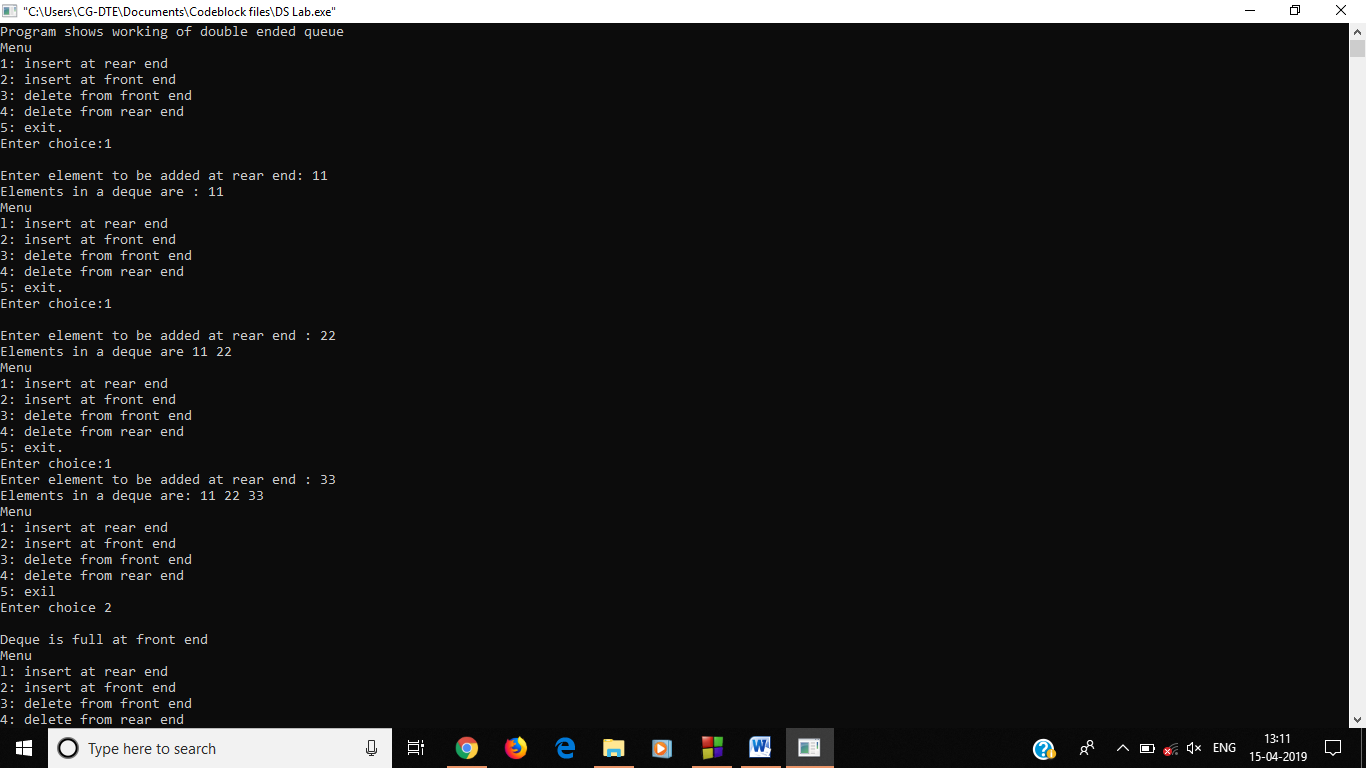 "C:\Users\CG-DTE\Documents\Codeblock files\DS Lab.exe"
Program shows working of double ended queue
Menu
1: insert at rear end
2: insert at front end
3: delete from front end
4: delete from rear end
5: exit.
Enter choice:1
Enter element to be added at rear end: 11
Elements in a deque are : 11
Menu
l: insert at rear end
2: insert at front end
3: delete from front end
4: delete from rear end
5: exit.
Enter choice:1
Enter element to be added at rear end : 22
Elements in a deque are 11 22
Menu
1: insert at rear end
2: insert at front end
3: delete from front end
4: delete from rear end
5: exit.
Enter choice:1
Enter element to be added at rear end : 33
Elements in a deque are: 11 22 33
Menu
1: insert at rear end
2: insert at front end
3: delete from front end
4: delete from rear end
5: exil
Enter choice 2
Deque is full at front end
Menu
l: insert at rear end
2: insert at front end
3: delete from front end
4: delete from rear end
Type here to search
ENG
13:11
15-04-2019